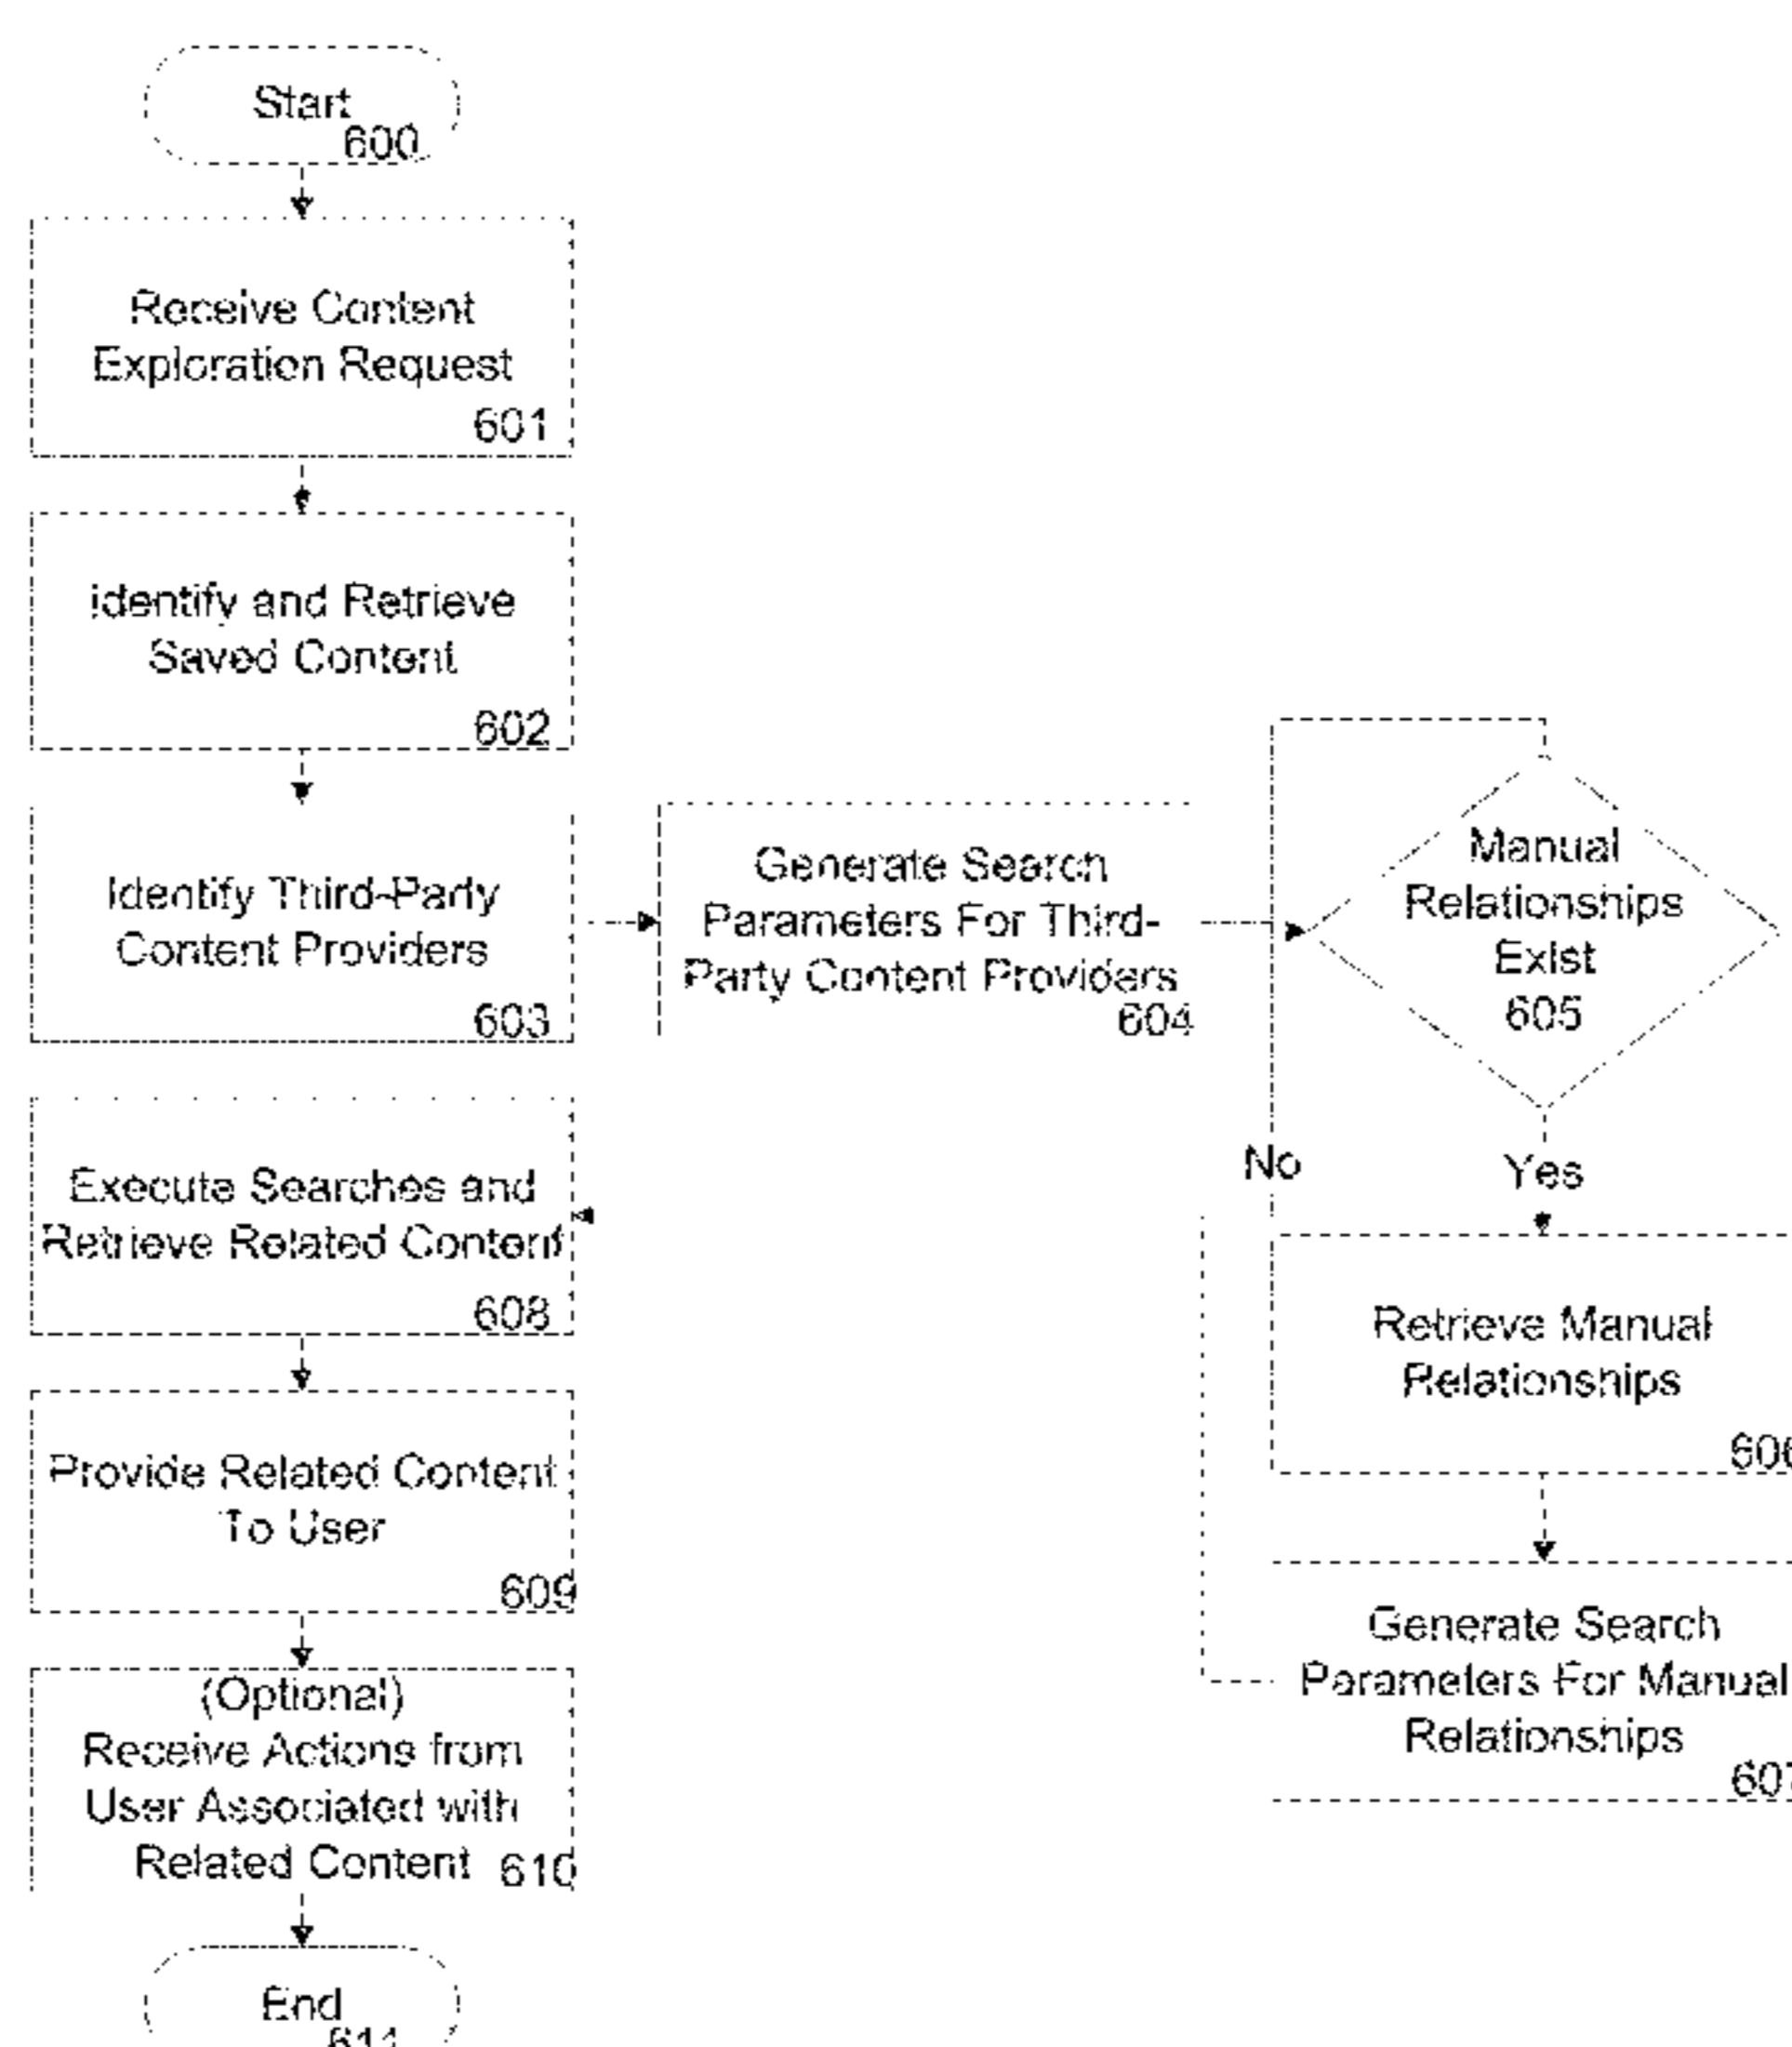 Start
600
Receive Content
Exploration Request
601
Identify and Retrieve
Saved Content
602
Identify Third-Party
Content Providers
603
Generate Search
Parameters For Third-
Party Content Providers
604
Manual
Relationships
Exist
605
No
Yes
Retrieve Manual
Relationships
606
Generate Search
Parameters For Manual
Relationships
607
Execute Searches and
Retrieve Related Content
608
Provide Related Content
To User
609
(Optional)
Receive Actions from
User Associated with
Related Content
610
End
611